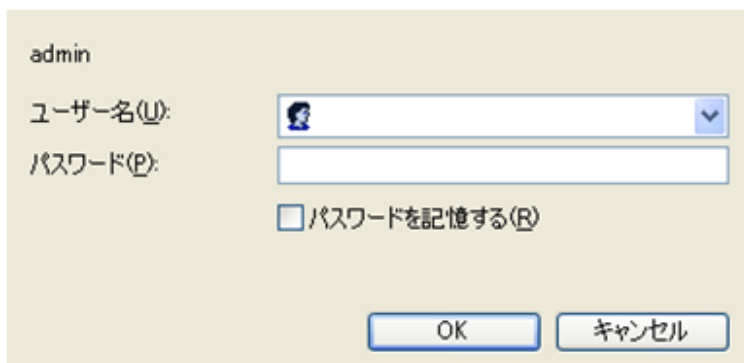 admin
ユーザー名(U):
パスワード(P):
パスワードを記憶する(R)
OK キャンセル